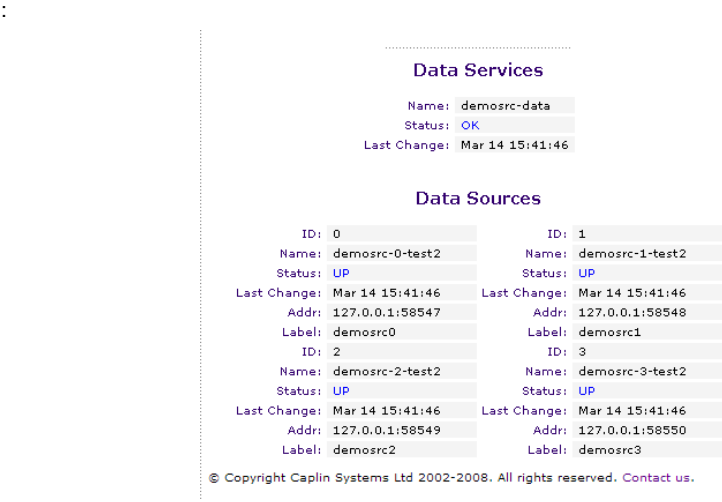 :
Data Services
Name: demosrc-data
Status: OK
Last Change: Mar 14 15:41:46
Data Sources
ID: 0 ID: 1
Name: demosrc-0-test2 Name: demosrc-1-test2
Status: UP Status: UP
Last Change: Mar 14 15:41:46 Last Change: Mar 14 15:41:46
Addr: 127.0.0.1:58547 Addr: 127.0.0.1:58548
Label: demosrc0 Label: demosrc1
ID: 2 ID: 3
Name: demosrc-2-test2 Name: demosrc-3-test2
Status: UP Status: UP
Last Change: Mar 14 15:41:46 Last Change: Mar 14 15:41:46
Addr: 127.0.0.1:58549 Addr: 127.0.0.1:58550
Label: demosrc2 Label: demosrc3
© Copyright Caplin Systems Ltd 2002-2008. All rights reserved. Contact us.